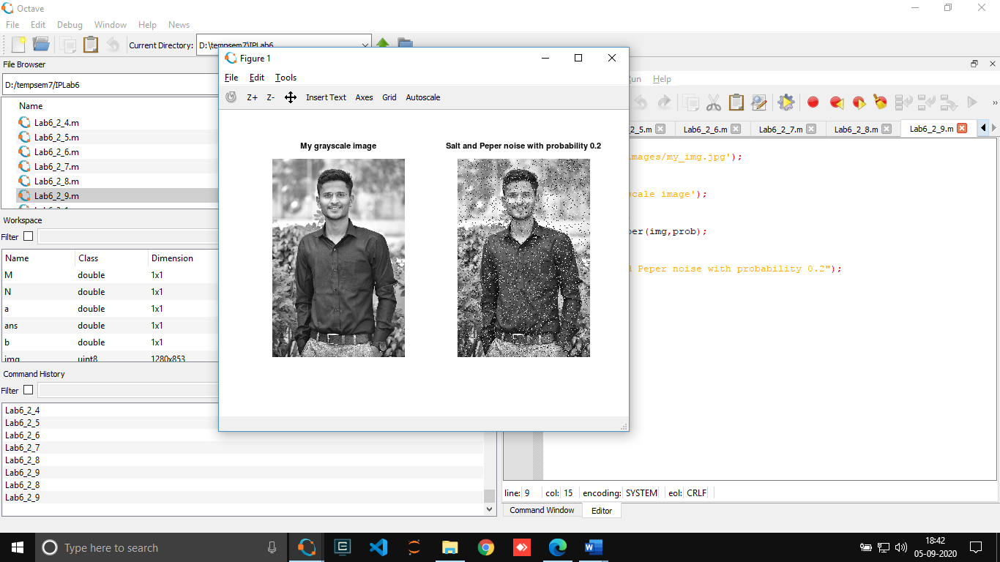 Octave
File Edit Debug Window Help News
Current Directory: D:\tempsem7\IPLab6
File Browser
D:/tempsem7/IPLab6
Name
Lab6_2_4.m
Lab6_2_5.m
Lab6_2_6.m
Lab6_2_7.m
Lab6_2_8.m
Lab6_2_9.m
Workspace
Filter
Name Class Dimension
M double 1x1
N double 1x1
a double 1x1
ans double 1x1
b double 1x1
img uint8 1280x853
Command History
Filter
Lab6_2_4
Lab6_2_5
Lab6_2_6
Lab6_2_7
Lab6_2_8
Lab6_2_9
Lab6_2_8
Lab6_2_9
Figure 1
File Edit Tools
Z+ Z- Insert Text Axes Grid Autoscale
My grayscale image
Salt and Peper noise with probability 0.2
un Help
2_5.m Lab6_2_6.m Lab6_2_7.m Lab6_2_8.m Lab6_2_9.m
images/my_img.jpg');
scale image');
per(img,prob);
d Peper noise with probability 0.2");
line: 9 col: 15 encoding: SYSTEM eol: CRLF
Command Window Editor
Type here to search
18:42
05-09-2020